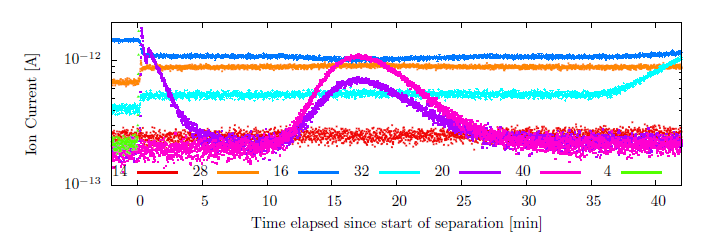 Ion Current [A]
10−12
10−13
14 28 16 32 20 40 4
0 5 10 15 20 25 30 35 40
Time elapsed since start of separation [min]